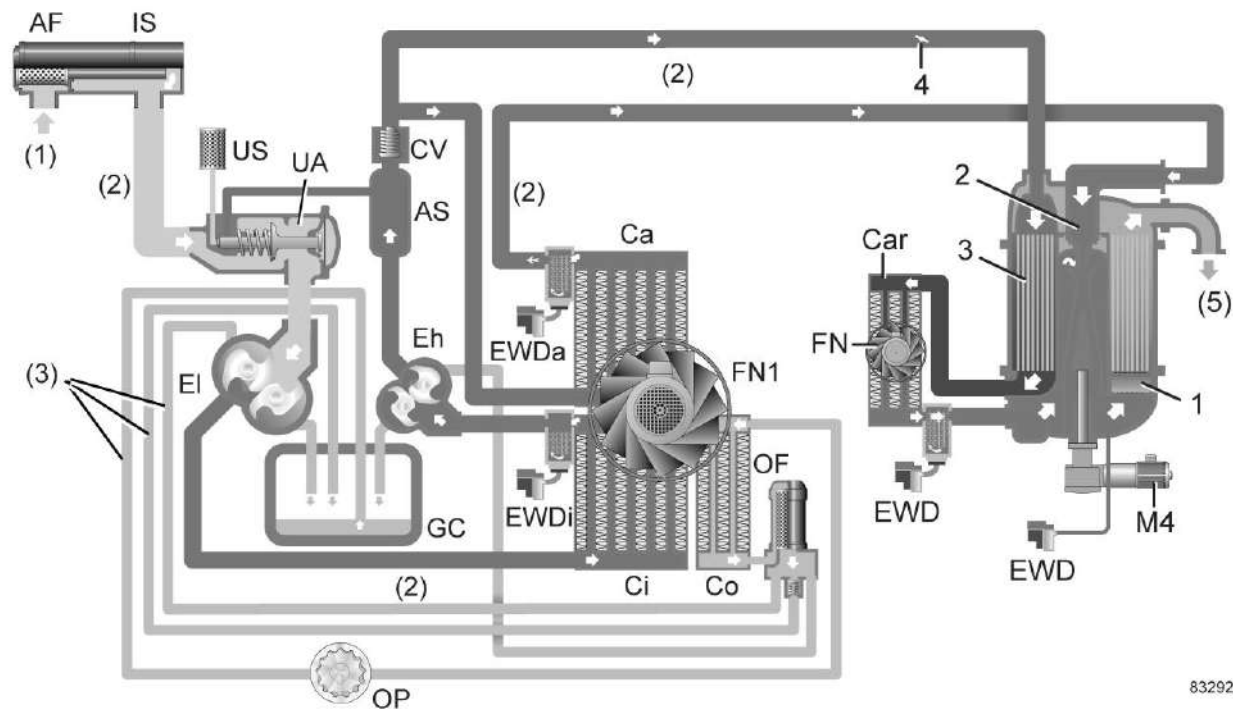 AF IS
(2)
4
CV
US
(1)
UA
(2)
(2)
2
AS
Ca
Car
3
(5)
Eh
EWDa
FN
FN1
(3)
El
1
OF
GC
EWDi
EWD
M4
EWD
(2)
Ci
Co
OP
83292